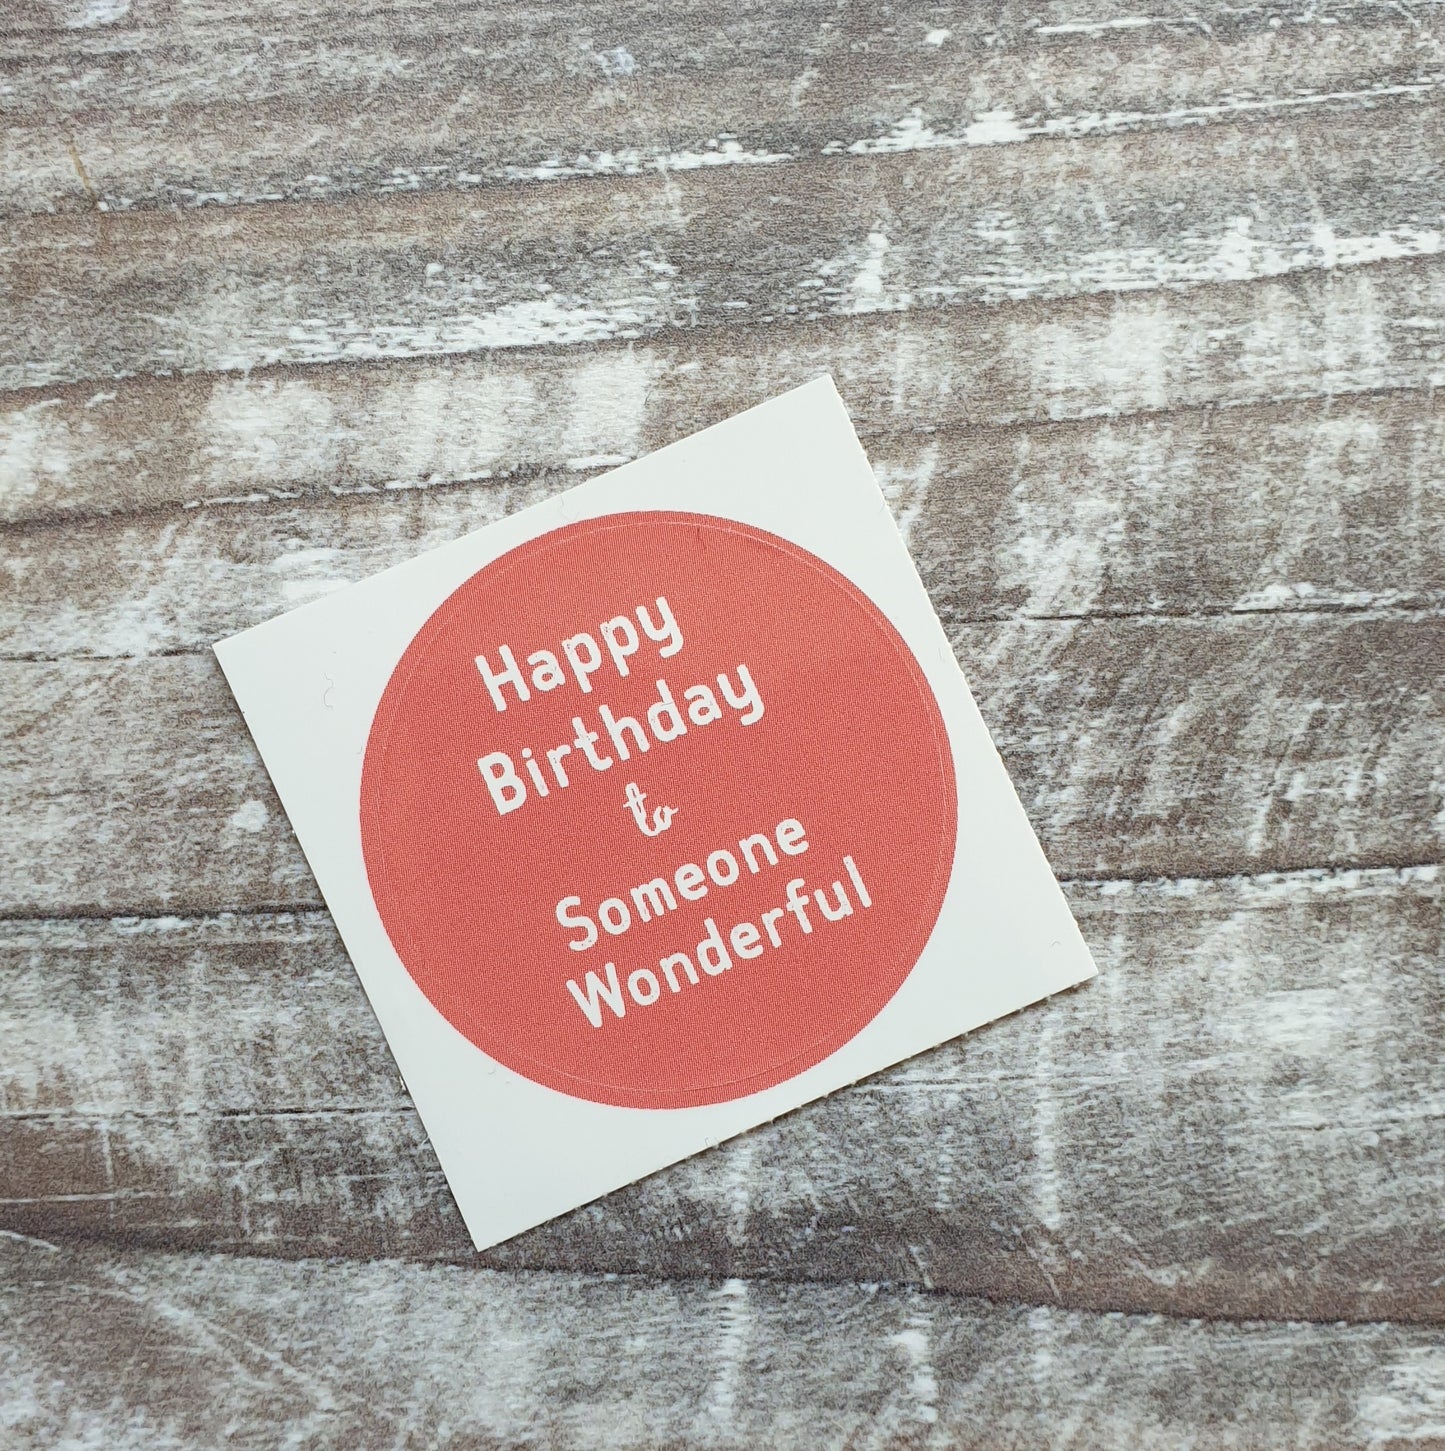 Happy
Birthday
to
Someone
Wonderful